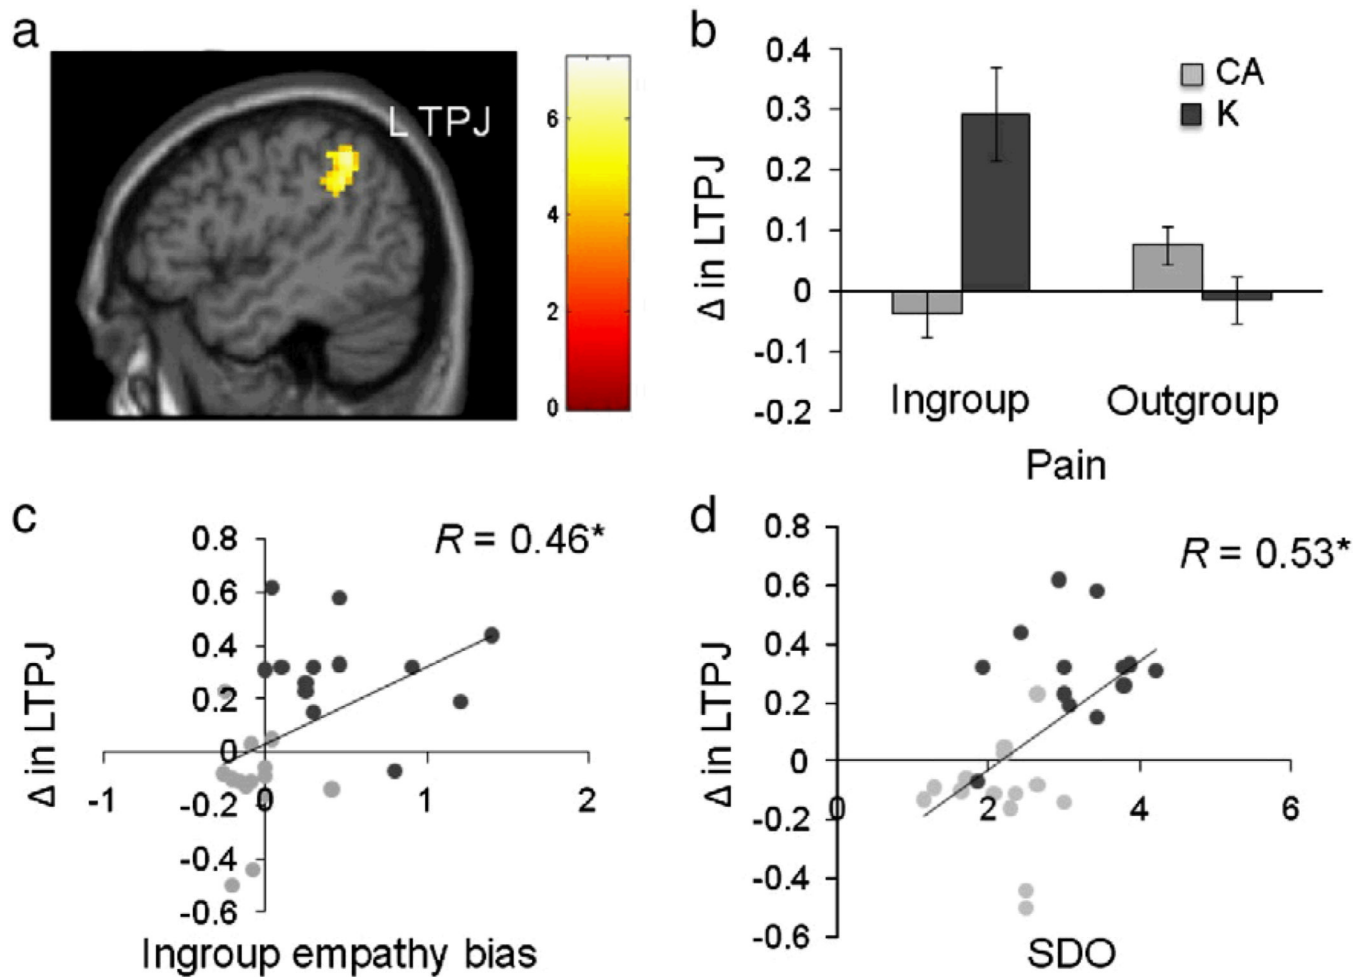 a
L TPJ
6
4
2
0
b
0.4
0.3
0.2
0.1
0
-0.1
-0.2
Δ in LTPJ
CA
K
Ingroup
Outgroup
Pain
c
R = 0.46*
0.8
0.6
0.4
0.2
0
-0.2
-0.4
-0.6
Δ in LTPJ
-1
0
1
2
Ingroup empathy bias
d
R = 0.53*
0.8
0.6
0.4
0.2
0
-0.2
-0.4
-0.6
Δ in LTPJ
0
2
4
6
SDO